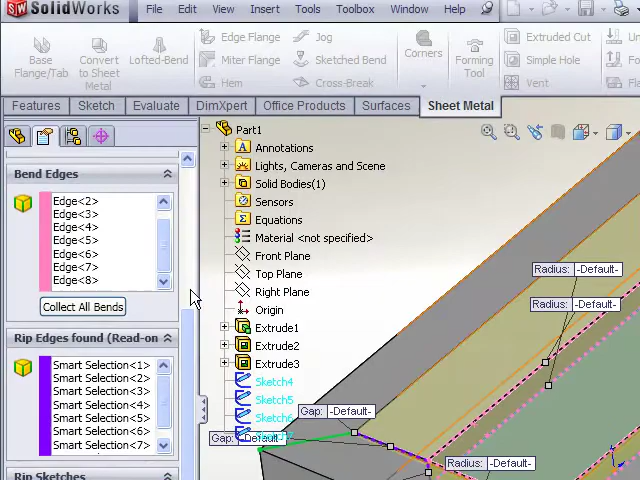 SW SolidWorks File Edit View Insert Tools Toolbox Window Help
Base Flange/Tab
Convert to Sheet Metal
Lofted-Bend
Edge Flange
Miter Flange
Hem
Jog
Sketched Bend
Cross-Break
Corners
Forming Tool
Extruded Cut
Simple Hole
Vent
Features Sketch Evaluate DimXpert Office Products Surfaces Sheet Metal
Bend Edges
Edge<2>
Edge<3>
Edge<4>
Edge<5>
Edge<6>
Edge<7>
Edge<8>
Collect All Bends
Rip Edges found (Read-on
Smart Selection<1>
Smart Selection<2>
Smart Selection<3>
Smart Selection<4>
Smart Selection<5>
Smart Selection<6>
Smart Selection<7>
Rip Sketches
Part1
Annotations
Lights, Cameras and Scene
Solid Bodies(1)
Sensors
Equations
Material <not specified>
Front Plane
Top Plane
Right Plane
Origin
Extrude1
Extrude2
Extrude3
Sketch4
Sketch5
Sketch6
Radius: -Default-
Radius: -Default-
Gap: -Default-
Gap: -Default-
Radius: -Default-